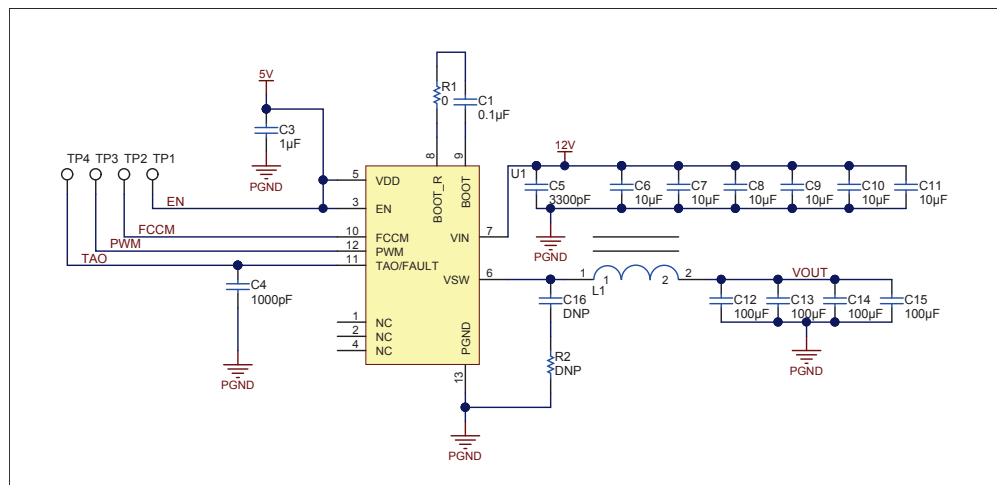 5V
R1
0
C1
0.1µF
C3
1µF
PGND
TP4 TP3 TP2 TP1
8
9
BOOT_R
BOOT
5
VDD
EN
3
EN
FCCM
10
FCCM
PWM
12
PWM
TAO
11
TAO/FAULT
C4
1000pF
PGND
1
NC
2
NC
4
NC
VIN
7
VSW
6
PGND
13
PGND
U1
12V
C5
3300pF
C6
10µF
C7
10µF
C8
10µF
C9
10µF
C10
10µF
C11
10µF
PGND
1
1
2
2
L1
C16
DNP
R2
DNP
VOUT
C12
100µF
C13
100µF
C14
100µF
C15
100µF
PGND